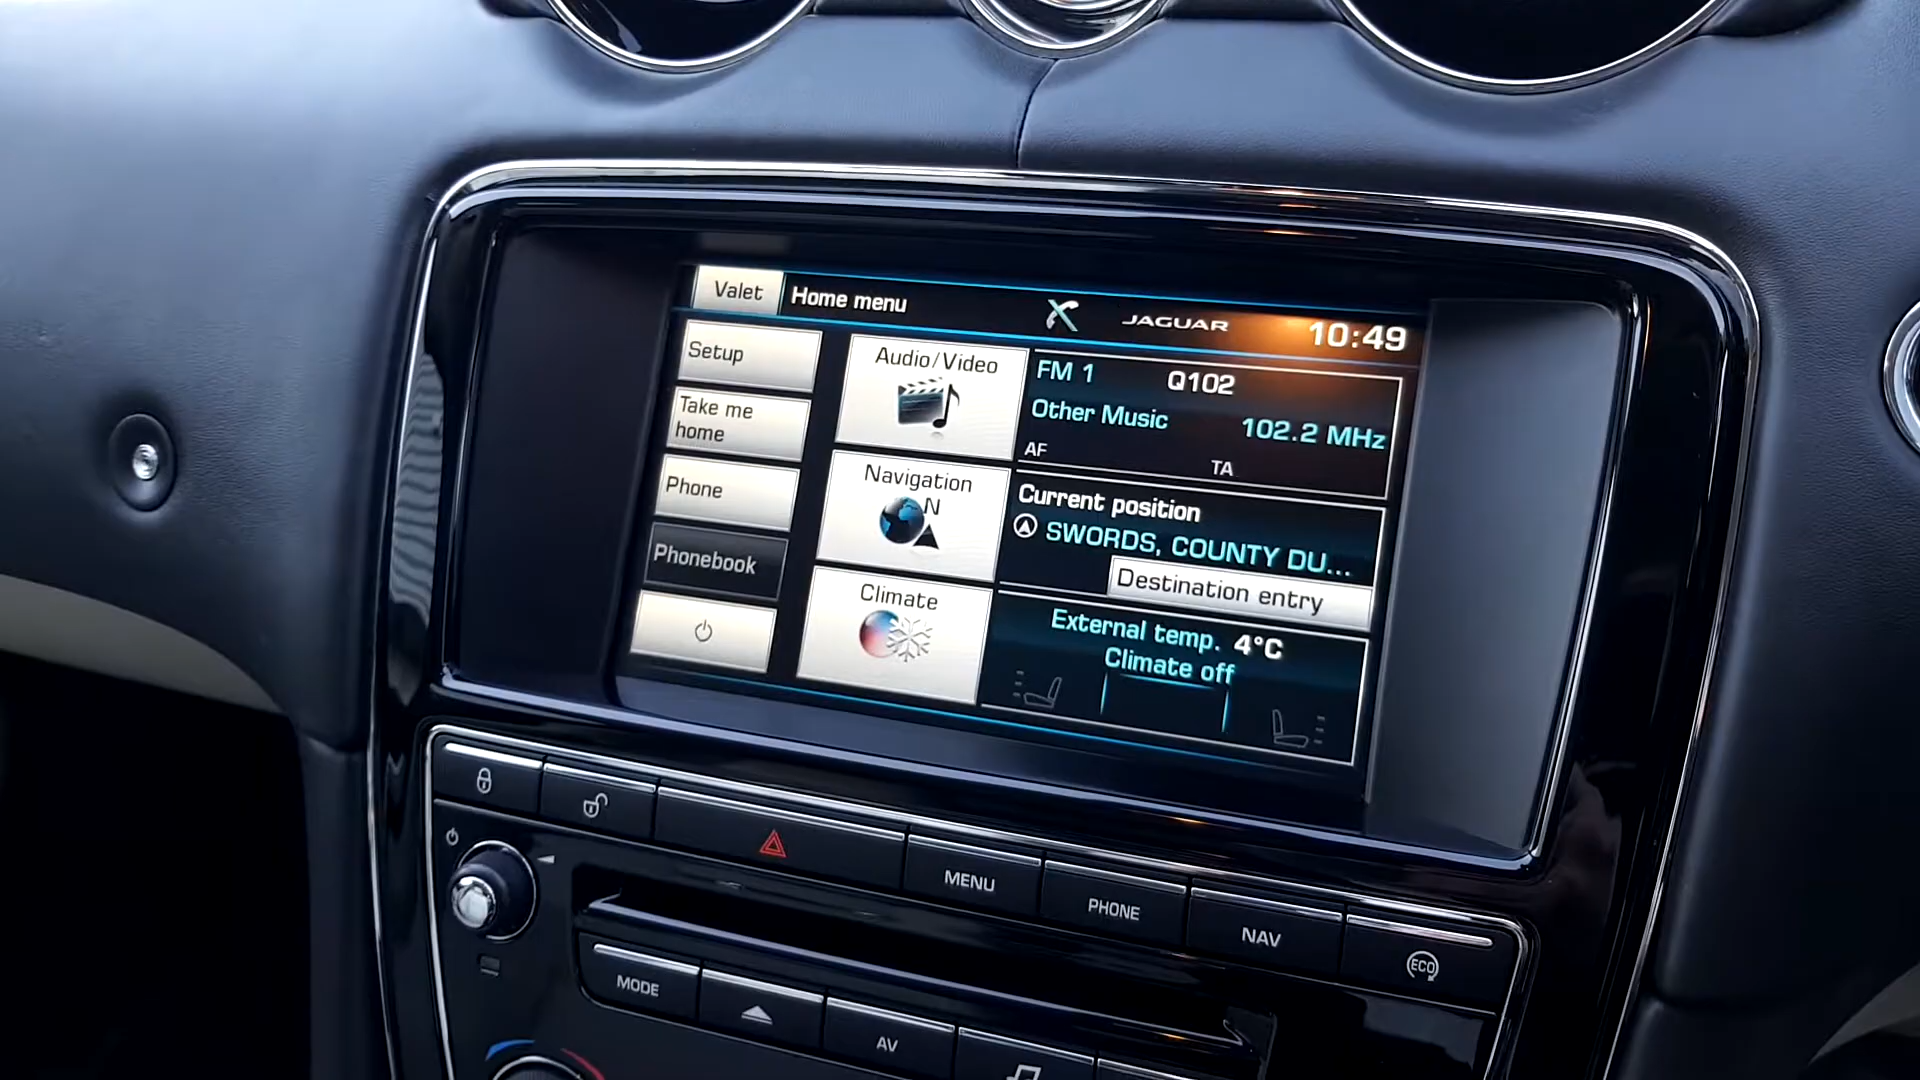 Valet
Home menu
JAGUAR
10:49
Setup
Take me
home
Phone
Phonebook
Audio/Video
Navigation
N
Climate
FM 1
Q102
Other Music
102.2 MHz
AF
TA
Current position
SWORDS, COUNTY DU...
Destination entry
External temp. 4°C
Climate off
MENU
PHONE
NAV
ECO
MODE
AV